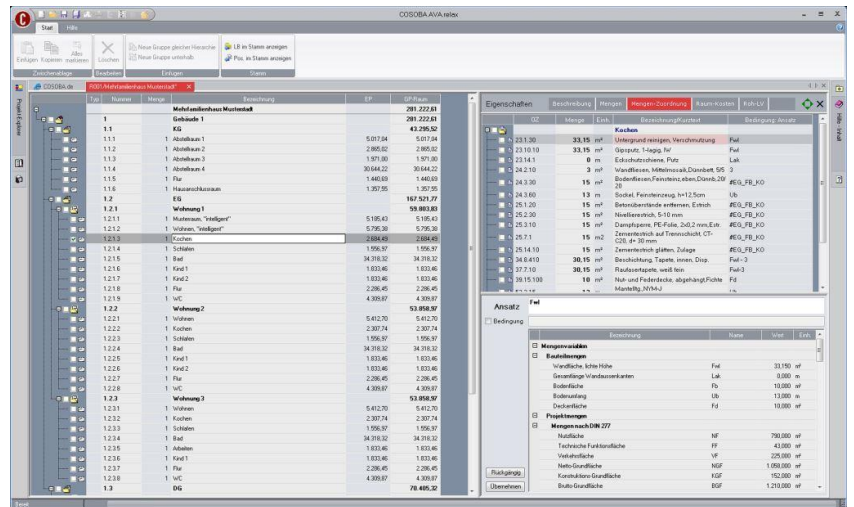 COSOBA.AVA.relex
Start Hilfe
Einfügen Kopieren Alles markieren
Löschen
Neue Gruppe gleicher Hierarchie
Neue Gruppe unterhalb
LB im Stamm anzeigen
Pos. im Stamm anzeigen
Zwischenablage Bearbeiten Einfügen Stamm
COSOBA.de
Projekt Explorer
Typ Nummer Menge Bezeichnung EP GP-Raum
Mehrfamilienhaus Musterstadt 281.222,61
1 Gebäude 1 281.222,61
1.1 KG 43.295,52
1.1.1 1 Abstellraum 1 5.017,04 5.017,04
1.1.2 1 Abstellraum 2 2.865,02 2.865,02
1.1.3 1 Abstellraum 3 1.971,00 1.971,00
1.1.4 1 Abstellraum 4 30.644,22 30.644,22
1.1.5 1 Flur 1.440,69 1.440,69
1.1.6 1 Hausanschlussraum 1.357,55 1.357,55
1.2 EG 167.521,77
1.2.1 Wohnung 1 59.803,83
1.2.1.1 1 Musterraum, "intelligent" 5.185,43 5.185,43
1.2.1.2 1 Wohnen, "intelligent" 5.795,38 5.795,38
1.2.1.3 1 Kochen 2.684,49 2.684,49
1.2.1.4 1 Schlafen 1.556,97 1.556,97
1.2.1.5 1 Bad 34.318,32 34.318,32
1.2.1.6 1 Kind 1 1.833,46 1.833,46
1.2.1.7 1 Kind 2 1.833,46 1.833,46
1.2.1.8 1 Flur 2.286,45 2.286,45
1.2.1.9 1 WC 4.309,87 4.309,87
1.2.2 Wohnung 2 53.858,97
1.2.2.1 1 Wohnen 5.412,70 5.412,70
1.2.2.2 1 Kochen 2.307,74 2.307,74
1.2.2.3 1 Schlafen 1.556,97 1.556,97
1.2.2.4 1 Bad 34.318,32 34.318,32
1.2.2.5 1 Kind 1 1.833,46 1.833,46
1.2.2.6 1 Kind 2 1.833,46 1.833,46
1.2.2.7 1 Flur 2.286,45 2.286,45
1.2.2.8 1 WC 4.309,87 4.309,87
1.2.3 Wohnung 3 53.858,97
1.2.3.1 1 Wohnen 5.412,70 5.412,70
1.2.3.2 1 Kochen 2.307,74 2.307,74
1.2.3.3 1 Schlafen 1.556,97 1.556,97
1.2.3.4 1 Bad 34.318,32 34.318,32
1.2.3.5 1 Arbeiten 1.833,46 1.833,46
1.2.3.6 1 Kind 1 1.833,46 1.833,46
1.2.3.7 1 Flur 2.286,45 2.286,45
1.2.3.8 1 WC 4.309,87 4.309,87
1.3 DG 70.405,32
Eigenschaften Beschreibung Mengen Mengen-Zuordnung Raum-Kosten Roh-LV
OZ Menge Einh. Bezeichnung/Kurztext Bedingung: Ansatz
Kochen
23.1.30 33,15 m² Untergrund reinigen, Verschmutzung Fwl
23.10.10 33,15 m² Gipsputz, 1-lagig, IW Fwl
23.14.1 0 m Eckschutzschiene, Putz Lak
24.2.10 3 m² Wandfliesen, Mittelmosaik,Dünnbett, 5/5 3
24.3.30 15 m² Bodenfliesen,Feinsteinz,eben,Dünnb,20/20 #EG_FB_KO
24.3.60 13 m Sockel, Feinsteinzeug, h=12,5cm Ub
25.1.20 15 m² Betonüberstände entfernen, Estrich #EG_FB_KO
25.2.30 15 m² Nivellierestrich, 5-10 mm #EG_FB_KO
25.3.10 15 m² Dampfsperre, PE-Folie, 2x0,2 mm,Estr. #EG_FB_KO
25.7.1 15 m2 Zementestrich auf Trennschicht, CT-C20, d= 30 mm #EG_FB_KO
25.14.10 15 m² Zementestrich glätten, Zulage #EG_FB_KO
34.8.410 30,15 m² Beschichtung, Tapete, innen, Disp. Fwl - 3
37.7.10 30,15 m² Raufasertapete, weiß fein Fwl-3
39.15.100 10 m² Nut- und Federdecke, abgehängt,Fichte Fd
Ansatz Fwl
Bedingung
Bezeichnung Name Wert Einh.
Mengenvariablen
Bauteilmengen
Wandfläche, lichte Höhe Fwl 33,150 m²
Gesamtlänge Wandaussenkanten Lak 0,000 m
Bodenfläche Fb 10,000 m²
Bodenumfang Ub 13,000 m
Deckenfläche Fd 10,000 m²
Projektmengen
Mengen nach DIN 277
Nutzfläche NF 790,000 m²
Technische Funktionsfläche FF 43,000 m²
Verkehrsfläche VF 225,000 m²
Netto-Grundfläche NGF 1.058,000 m²
Konstruktions-Grundfläche KGF 152,000 m²
Brutto-Grundfläche BGF 1.210,000 m²
Rückgängig
Übernehmen
Bereit